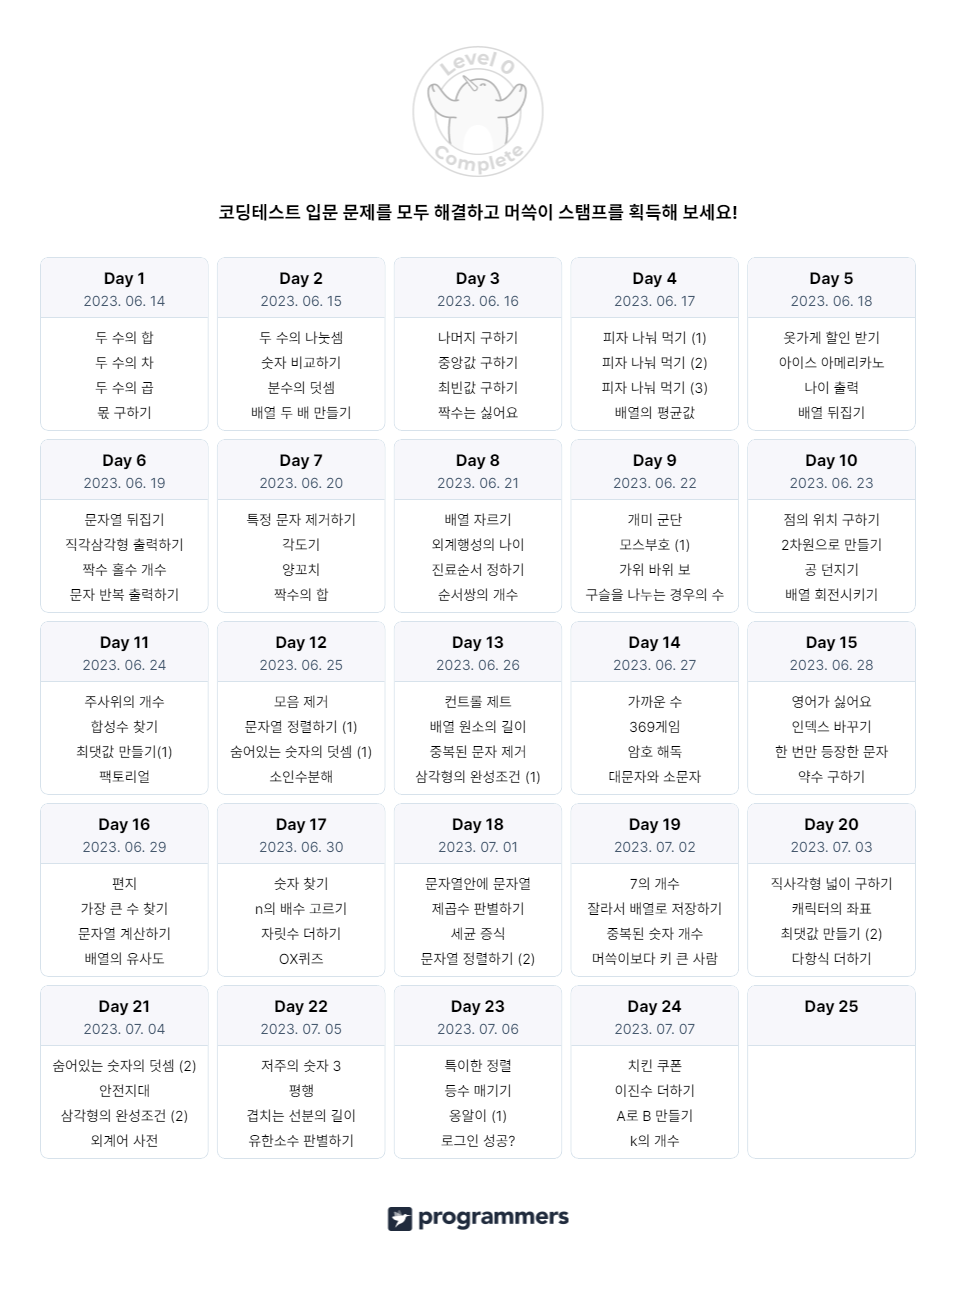 Level 0
Complete
코딩테스트 입문 문제를 모두 해결하고 머쓱이 스탬프를 획득해 보세요!
Day 1
2023. 06. 14
두 수의 합
두 수의 차
두 수의 곱
몫 구하기
Day 2
2023. 06. 15
두 수의 나눗셈
숫자 비교하기
분수의 덧셈
배열 두 배 만들기
Day 3
2023. 06. 16
나머지 구하기
중앙값 구하기
최빈값 구하기
짝수는 싫어요
Day 4
2023. 06. 17
피자 나눠 먹기 (1)
피자 나눠 먹기 (2)
피자 나눠 먹기 (3)
배열의 평균값
Day 5
2023. 06. 18
옷가게 할인 받기
아이스 아메리카노
나이 출력
배열 뒤집기
Day 6
2023. 06. 19
문자열 뒤집기
직각삼각형 출력하기
짝수 홀수 개수
문자 반복 출력하기
Day 7
2023. 06. 20
특정 문자 제거하기
각도기
양꼬치
짝수의 합
Day 8
2023. 06. 21
배열 자르기
외계행성의 나이
진료순서 정하기
순서쌍의 개수
Day 9
2023. 06. 22
개미 군단
모스부호 (1)
가위 바위 보
구슬을 나누는 경우의 수
Day 10
2023. 06. 23
점의 위치 구하기
2차원으로 만들기
공 던지기
배열 회전시키기
Day 11
2023. 06. 24
주사위의 개수
합성수 찾기
최댓값 만들기(1)
팩토리얼
Day 12
2023. 06. 25
모음 제거
문자열 정렬하기 (1)
숨어있는 숫자의 덧셈 (1)
소인수분해
Day 13
2023. 06. 26
컨트롤 제트
배열 원소의 길이
중복된 문자 제거
삼각형의 완성조건 (1)
Day 14
2023. 06. 27
가까운 수
369게임
암호 해독
대문자와 소문자
Day 15
2023. 06. 28
영어가 싫어요
인덱스 바꾸기
한 번만 등장한 문자
약수 구하기
Day 16
2023. 06. 29
편지
가장 큰 수 찾기
문자열 계산하기
배열의 유사도
Day 17
2023. 06. 30
숫자 찾기
n의 배수 고르기
자릿수 더하기
OX퀴즈
Day 18
2023. 07. 01
문자열안에 문자열
제곱수 판별하기
세균 증식
문자열 정렬하기 (2)
Day 19
2023. 07. 02
7의 개수
잘라서 배열로 저장하기
중복된 숫자 개수
머쓱이보다 키 큰 사람
Day 20
2023. 07. 03
직사각형 넓이 구하기
캐릭터의 좌표
최댓값 만들기 (2)
다항식 더하기
Day 21
2023. 07. 04
숨어있는 숫자의 덧셈 (2)
안전지대
삼각형의 완성조건 (2)
외계어 사전
Day 22
2023. 07. 05
저주의 숫자 3
평행
겹치는 선분의 길이
유한소수 판별하기
Day 23
2023. 07. 06
특이한 정렬
등수 매기기
옹알이 (1)
로그인 성공?
Day 24
2023. 07. 07
치킨 쿠폰
이진수 더하기
A로 B 만들기
k의 개수
Day 25
programmers